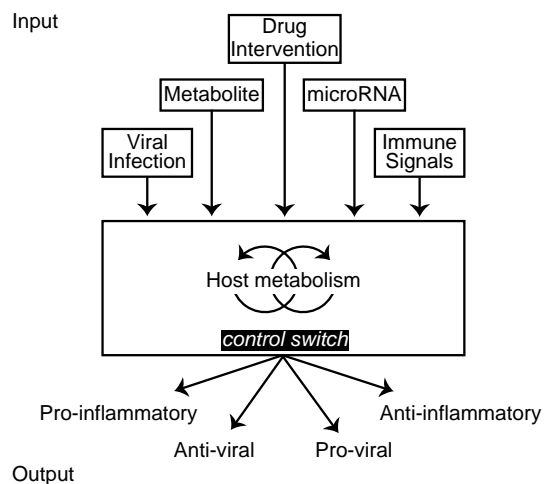 Input
Drug
Intervention
Metabolite
microRNA
Viral
Infection
Immune
Signals
Host metabolism
control switch
Pro-inflammatory
Anti-inflammatory
Anti-viral
Pro-viral
Output